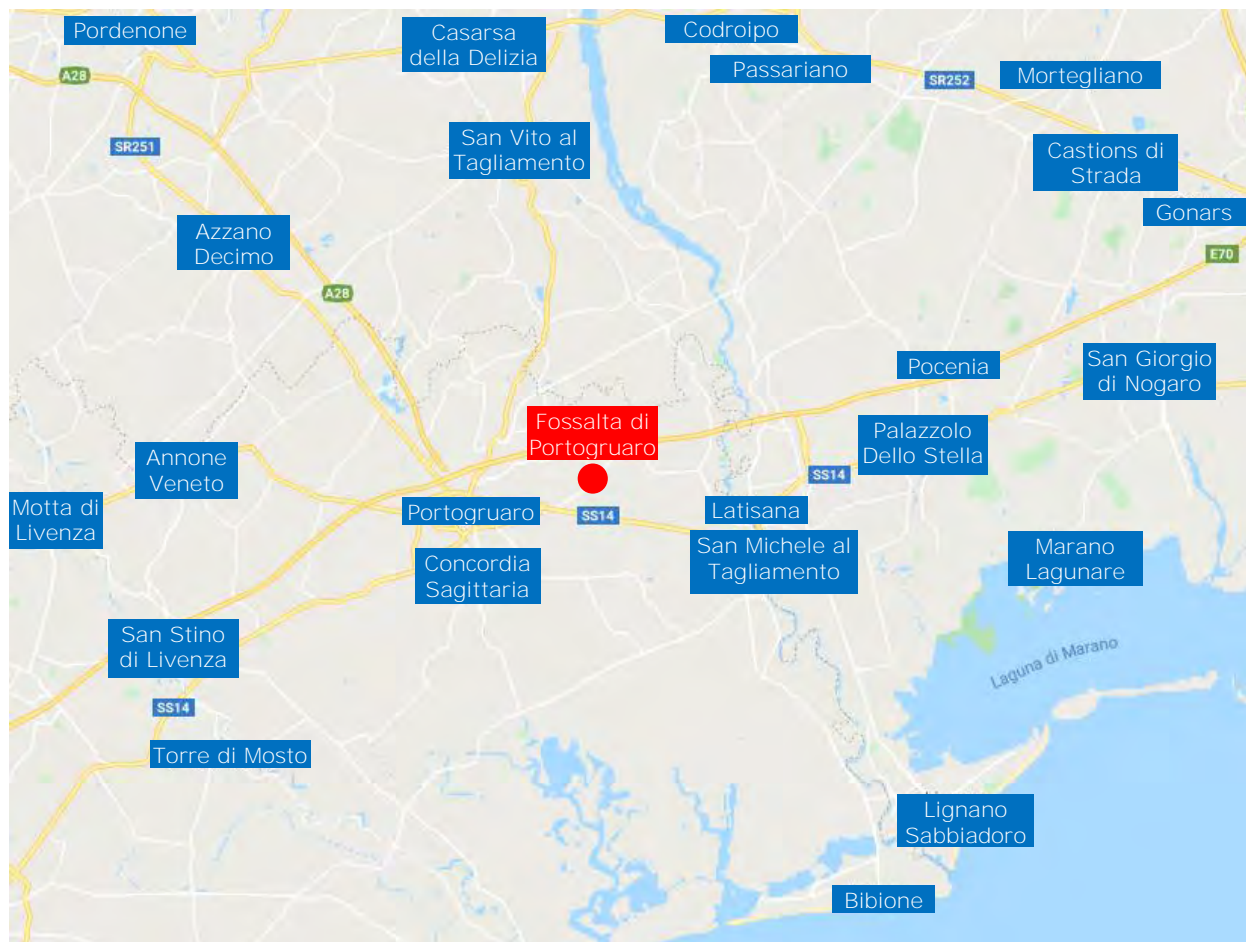 Pordenone
Casarsa
della Delizia
Codroipo
Passariano
A28
SR252
Mortegliano
SR251
San Vito al
Tagliamento
Castions di
Strada
Gonars
Azzano
Decimo
E70
A28
Pocenia
San Giorgio
di Nogaro
Fossalta di
Portogruaro
Palazzolo
Dello Stella
Annone
Veneto
SS14
Motta di
Livenza
Portogruaro
SS14
Latisana
San Michele al
Tagliamento
Marano
Lagunare
Concordia
Sagittaria
San Stino
di Livenza
Laguna di Marano
SS14
Torre di Mosto
Lignano
Sabbiadoro
Bibione